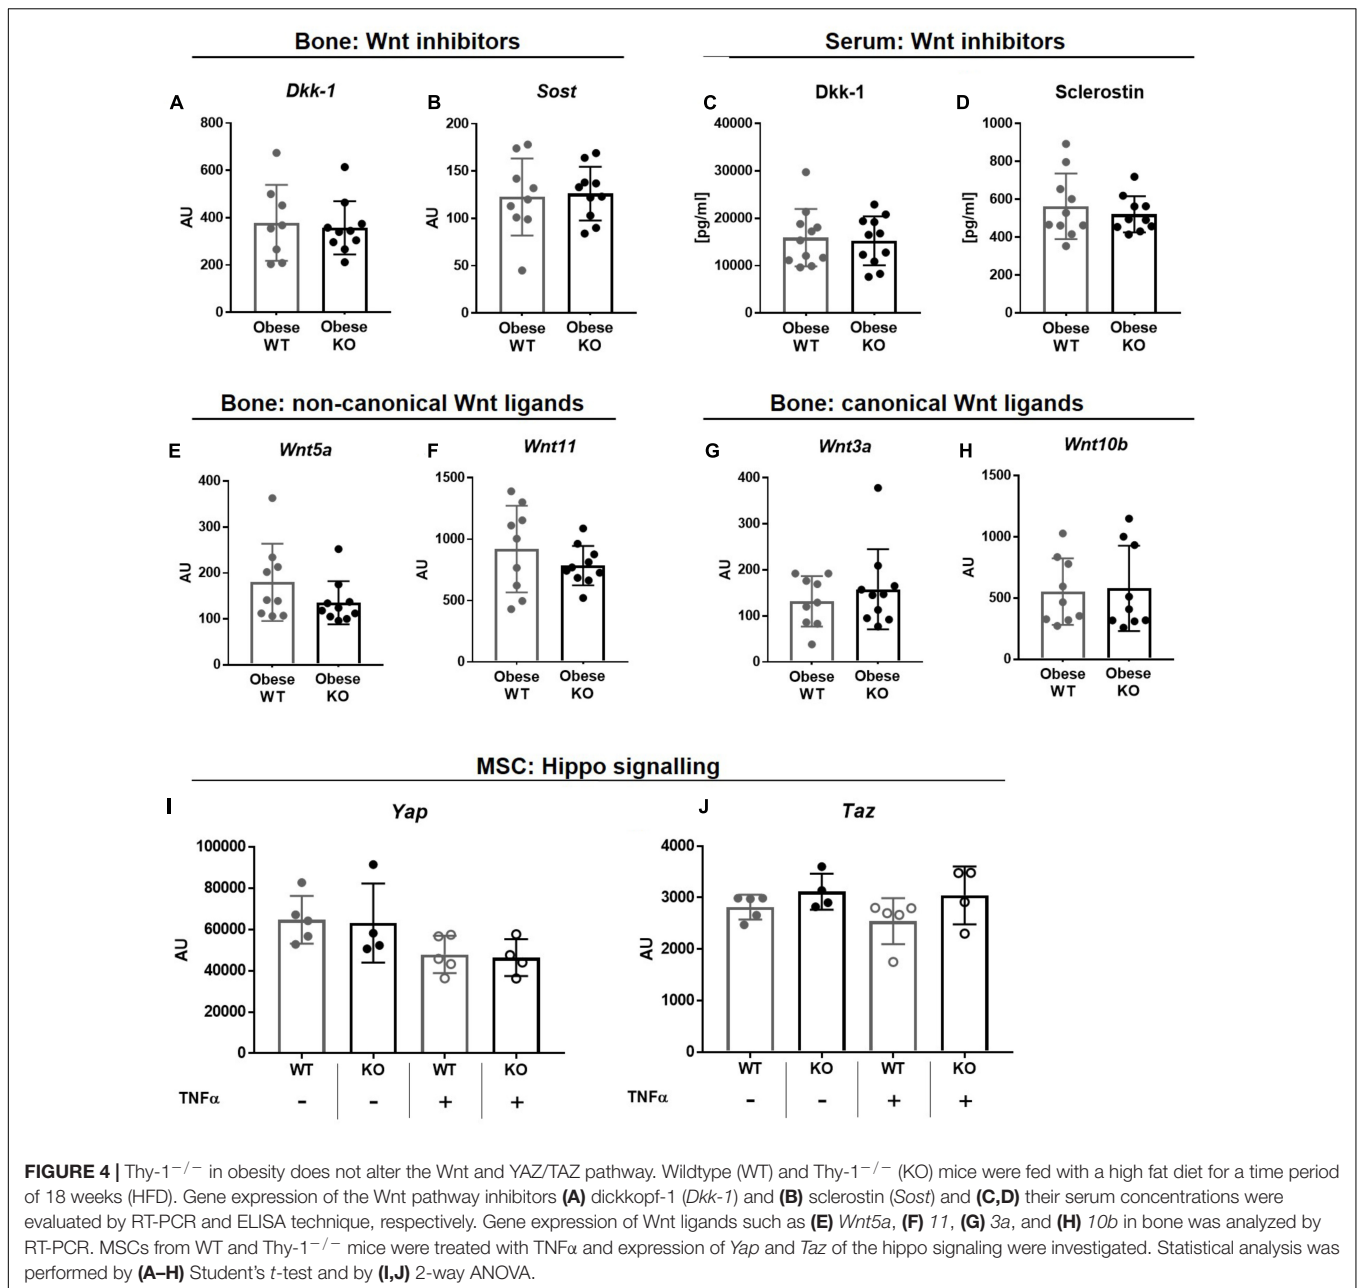 Bone: Wnt inhibitors
Serum: Wnt inhibitors
A
Dkk-1
800
600
400
200
0
AU
Obese WT
Obese KO
B
Sost
200
150
100
50
0
AU
Obese WT
Obese KO
C
Dkk-1
40000
30000
20000
10000
0
[pg/ml]
Obese WT
Obese KO
D
Sclerostin
1000
800
600
400
200
0
[pg/ml]
Obese WT
Obese KO
Bone: non-canonical Wnt ligands
Bone: canonical Wnt ligands
E
Wnt5a
400
300
200
100
0
AU
Obese WT
Obese KO
F
Wnt11
1500
1000
500
0
AU
Obese WT
Obese KO
G
Wnt3a
400
300
200
100
0
AU
Obese WT
Obese KO
H
Wnt10b
1500
1000
500
0
AU
Obese WT
Obese KO
MSC: Hippo signalling
I
Yap
100000
80000
60000
40000
20000
0
AU
WT KO WT KO
TNFα - - + +
J
Taz
4000
3000
2000
1000
0
AU
WT KO WT KO
TNFα - - + +
FIGURE 4 | Thy-1−/− in obesity does not alter the Wnt and YAZ/TAZ pathway. Wildtype (WT) and Thy-1−/− (KO) mice were fed with a high fat diet for a time period
of 18 weeks (HFD). Gene expression of the Wnt pathway inhibitors (A) dickkopf-1 (Dkk-1) and (B) sclerostin (Sost) and (C,D) their serum concentrations were
evaluated by RT-PCR and ELISA technique, respectively. Gene expression of Wnt ligands such as (E) Wnt5a, (F) 11, (G) 3a, and (H) 10b in bone was analyzed by
RT-PCR. MSCs from WT and Thy-1−/− mice were treated with TNFα and expression of Yap and Taz of the hippo signaling were investigated. Statistical analysis was
performed by (A–H) Student's t-test and by (I,J) 2-way ANOVA.